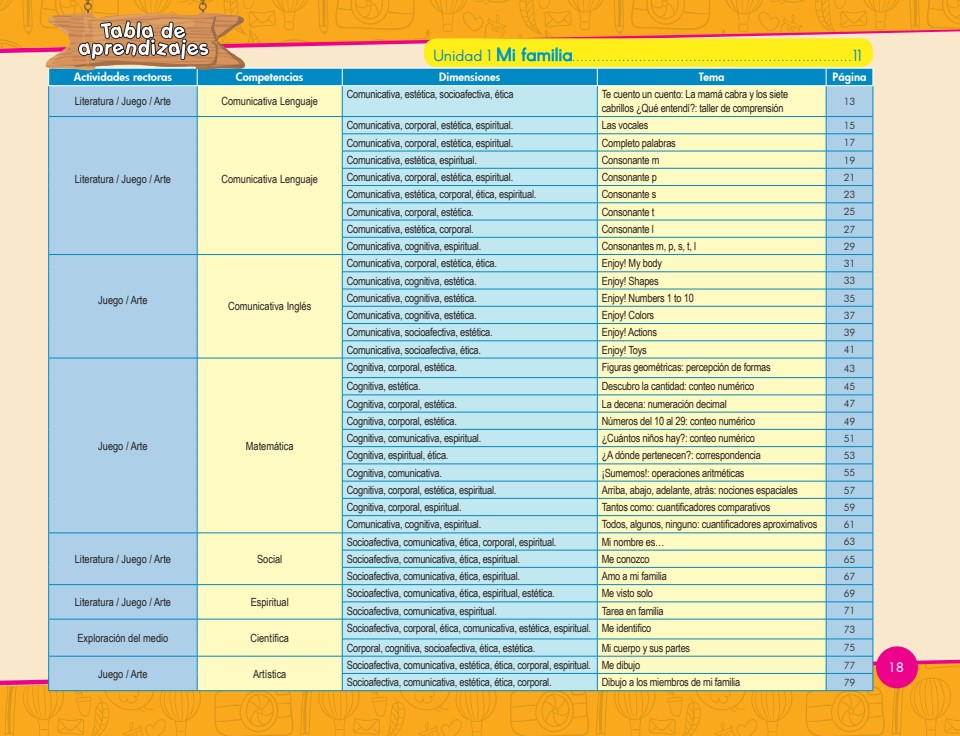 Tabla de
aprendizajes
Unidad 1 Mi familia 11
Actividades rectoras Competencias Dimensiones Tema Página
Literatura / Juego / Arte Comunicativa Lenguaje Comunicativa, estética, socioafectiva, ética Te cuento un cuento: La mamá cabra y los siete
cabrillos ¿Qué entendí?: taller de comprensión 13
Comunicativa, corporal, estética, espiritual. Las vocales 15
Comunicativa, corporal, estética, espiritual. Completo palabras 17
Comunicativa, estética, espiritual. Consonante m 19
Literatura / Juego / Arte Comunicativa Lenguaje Comunicativa, corporal, estética, espiritual. Consonante p 21
Comunicativa, estética, corporal, ética, espiritual. Consonante s 23
Comunicativa, corporal, estética. Consonante t 25
Comunicativa, estética, corporal. Consonante l 27
Comunicativa, cognitiva, espiritual. Consonantes m, p, s, t, l 29
Comunicativa, corporal, estética, ética. Enjoy! My body 31
Comunicativa, cognitiva, estética. Enjoy! Shapes 33
Juego / Arte Comunicativa Inglés Comunicativa, cognitiva, estética. Enjoy! Numbers 1 to 10 35
Comunicativa, cognitiva, estética. Enjoy! Colors 37
Comunicativa, socioafectiva, estética. Enjoy! Actions 39
Comunicativa, socioafectiva, ética. Enjoy! Toys 41
Cognitiva, corporal, estética. Figuras geométricas: percepción de formas 43
Cognitiva, estética. Descubro la cantidad: conteo numérico 45
Cognitiva, corporal, estética. La decena: numeración decimal 47
Cognitiva, corporal, estética. Números del 10 al 29: conteo numérico 49
Juego / Arte Matemática Cognitiva, comunicativa, espiritual. ¿Cuántos niños hay?: conteo numérico 51
Cognitiva, espiritual, ética. ¿A dónde pertenecen?: correspondencia 53
Cognitiva, comunicativa. ¡Sumemos!: operaciones aritméticas 55
Cognitiva, corporal, estética, espiritual. Arriba, abajo, adelante, atrás: nociones espaciales 57
Cognitiva, corporal, espiritual. Tantos como: cuantificadores comparativos 59
Comunicativa, cognitiva, espiritual. Todos, algunos, ninguno: cuantificadores aproximativos 61
Socioafectiva, comunicativa, ética, corporal, espiritual. Mi nombre es… 63
Literatura / Juego / Arte Social Socioafectiva, comunicativa, ética, espiritual. Me conozco 65
Socioafectiva, comunicativa, ética, espiritual. Amo a mi familia 67
Literatura / Juego / Arte Espiritual Socioafectiva, comunicativa, ética, espiritual, estética. Me visto solo 69
Socioafectiva, comunicativa, espiritual. Tarea en familia 71
Exploración del medio Científica Socioafectiva, corporal, ética, comunicativa, estética, espiritual. Me identifico 73
Corporal, cognitiva, socioafectiva, ética, estética. Mi cuerpo y sus partes 75
Juego / Arte Artística Socioafectiva, comunicativa, estética, ética, corporal, espiritual. Me dibujo 77
Socioafectiva, comunicativa, estética, ética, corporal. Dibujo a los miembros de mi familia 79
18